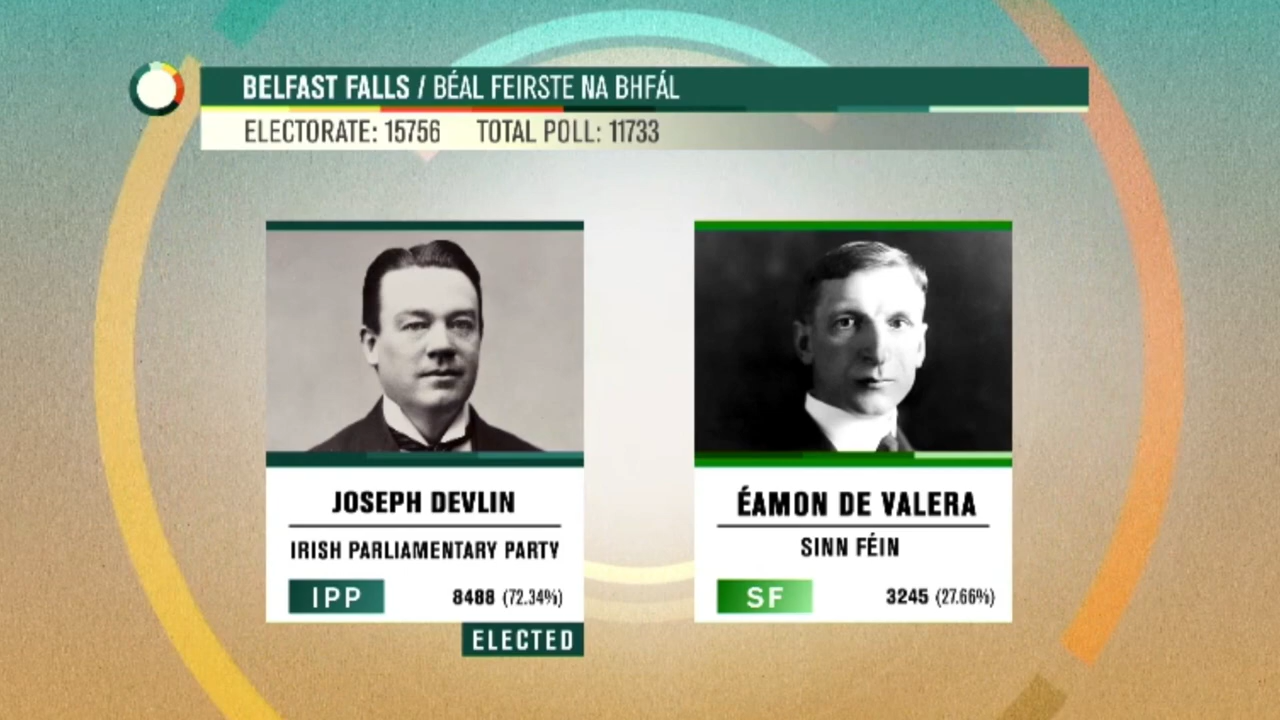 BELFAST FALLS / BÉAL FEIRSTE NA BHFÁL
ELECTORATE: 15756 TOTAL POLL: 11733
JOSEPH DEVLIN
IRISH PARLIAMENTARY PARTY
IPP 8488 (72.34%)
ELECTED
ÉAMON DE VALERA
SINN FÉIN
SF 3245 (27.66%)